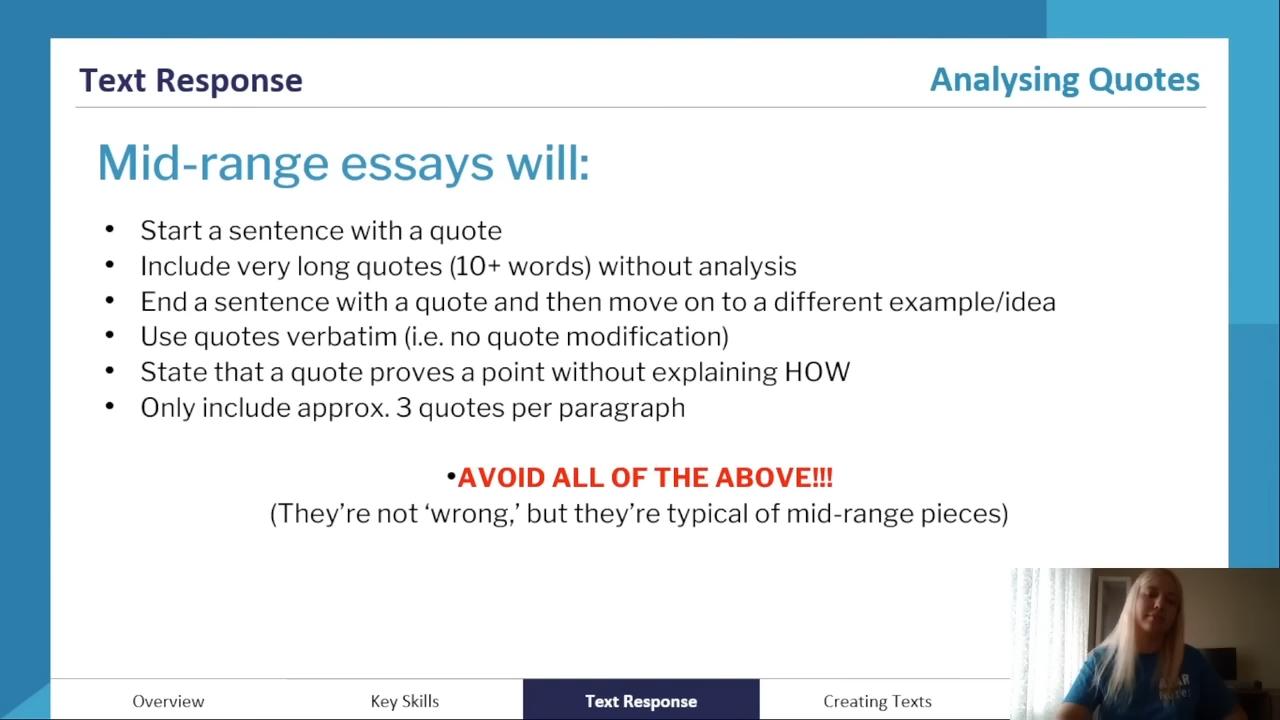 Text Response
Analysing Quotes
Mid-range essays will:
• Start a sentence with a quote
• Include very long quotes (10+ words) without analysis
• End a sentence with a quote and then move on to a different example/idea
• Use quotes verbatim (i.e. no quote modification)
• State that a quote proves a point without explaining HOW
• Only include approx. 3 quotes per paragraph
•AVOID ALL OF THE ABOVE!!!
(They’re not ‘wrong,’ but they’re typical of mid-range pieces)
Overview
Key Skills
Text Response
Creating Texts